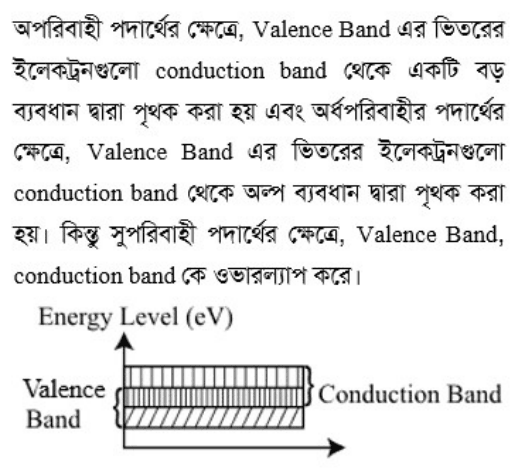 অপরিবাহী পদার্থের ক্ষেত্রে, Valence Band এর ভিতরের
ইলেকট্রনগুলো conduction band থেকে একটি বড়
ব্যবধান দ্বারা পৃথক করা হয় এবং অর্ধপরিবাহীর পদার্থের
ক্ষেত্রে, Valence Band এর ভিতরের ইলেকট্রনগুলো
conduction band থেকে অল্প ব্যবধান দ্বারা পৃথক করা
হয়। কিন্তু সুপরিবাহী পদার্থের ক্ষেত্রে, Valence Band,
conduction band কে ওভারল্যাপ করে।
Energy Level (eV)
Valence
Band
Conduction Band